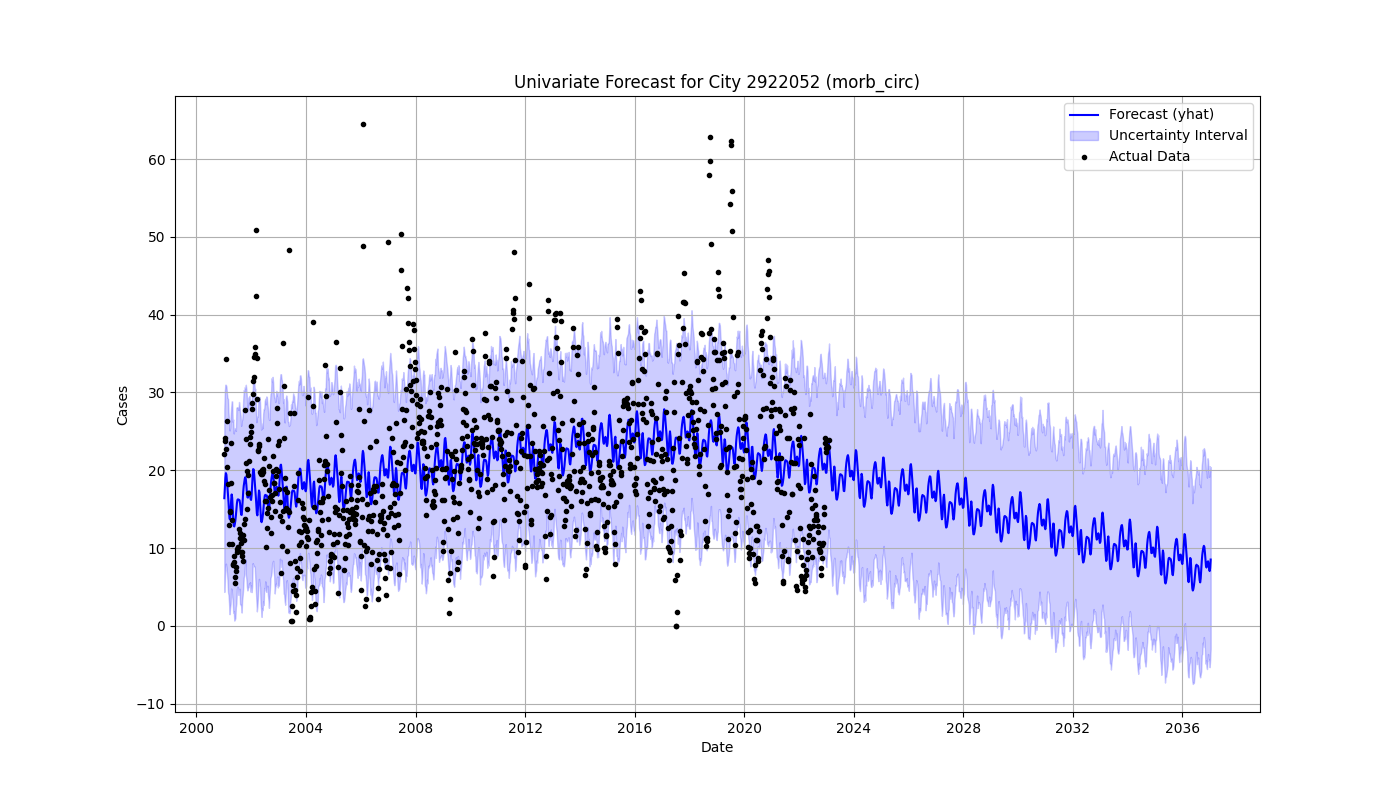 Univariate Forecast for City 2922052 (morb_circ)
Forecast (yhat)
Uncertainty Interval
Actual Data
Cases
60
50
40
30
20
10
0
−10
2000 2004 2008 2012 2016 2020 2024 2028 2032 2036
Date